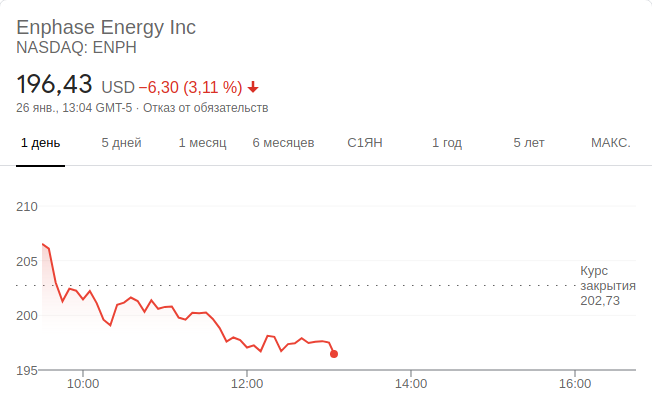 Enphase Energy Inc
NASDAQ: ENPH
196,43 USD −6,30 (3,11 %)
26 янв., 13:04 GMT-5 · Отказ от обязательств
1 день 5 дней 1 месяц 6 месяцев С1ЯН 1 год 5 лет МАКС.
210
205
Курс
закрытия
202,73
200
195
10:00 12:00 14:00 16:00